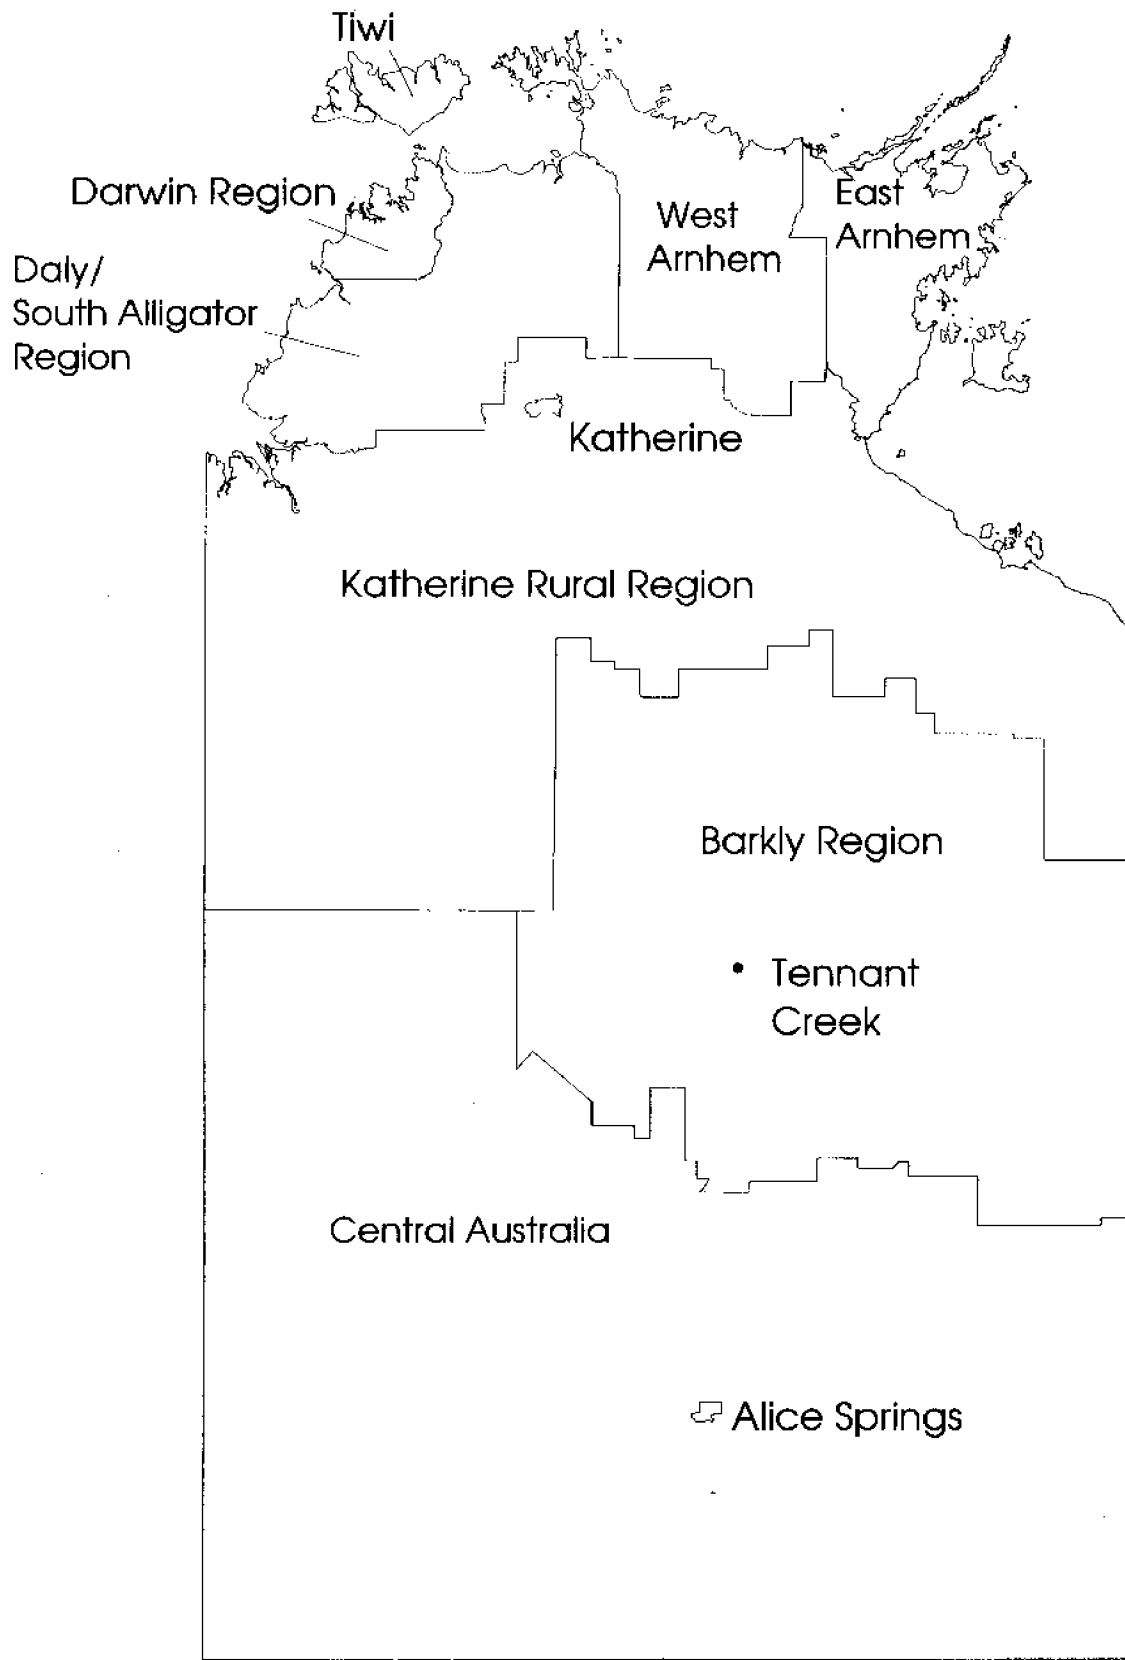 Tiwi
Darwin Region
Daly/
South Alligator
Region
West
Arnhem
East
Arnhem
Katherine
Katherine Rural Region
Barkly Region
Tennant
Creek
Central Australia
Alice Springs